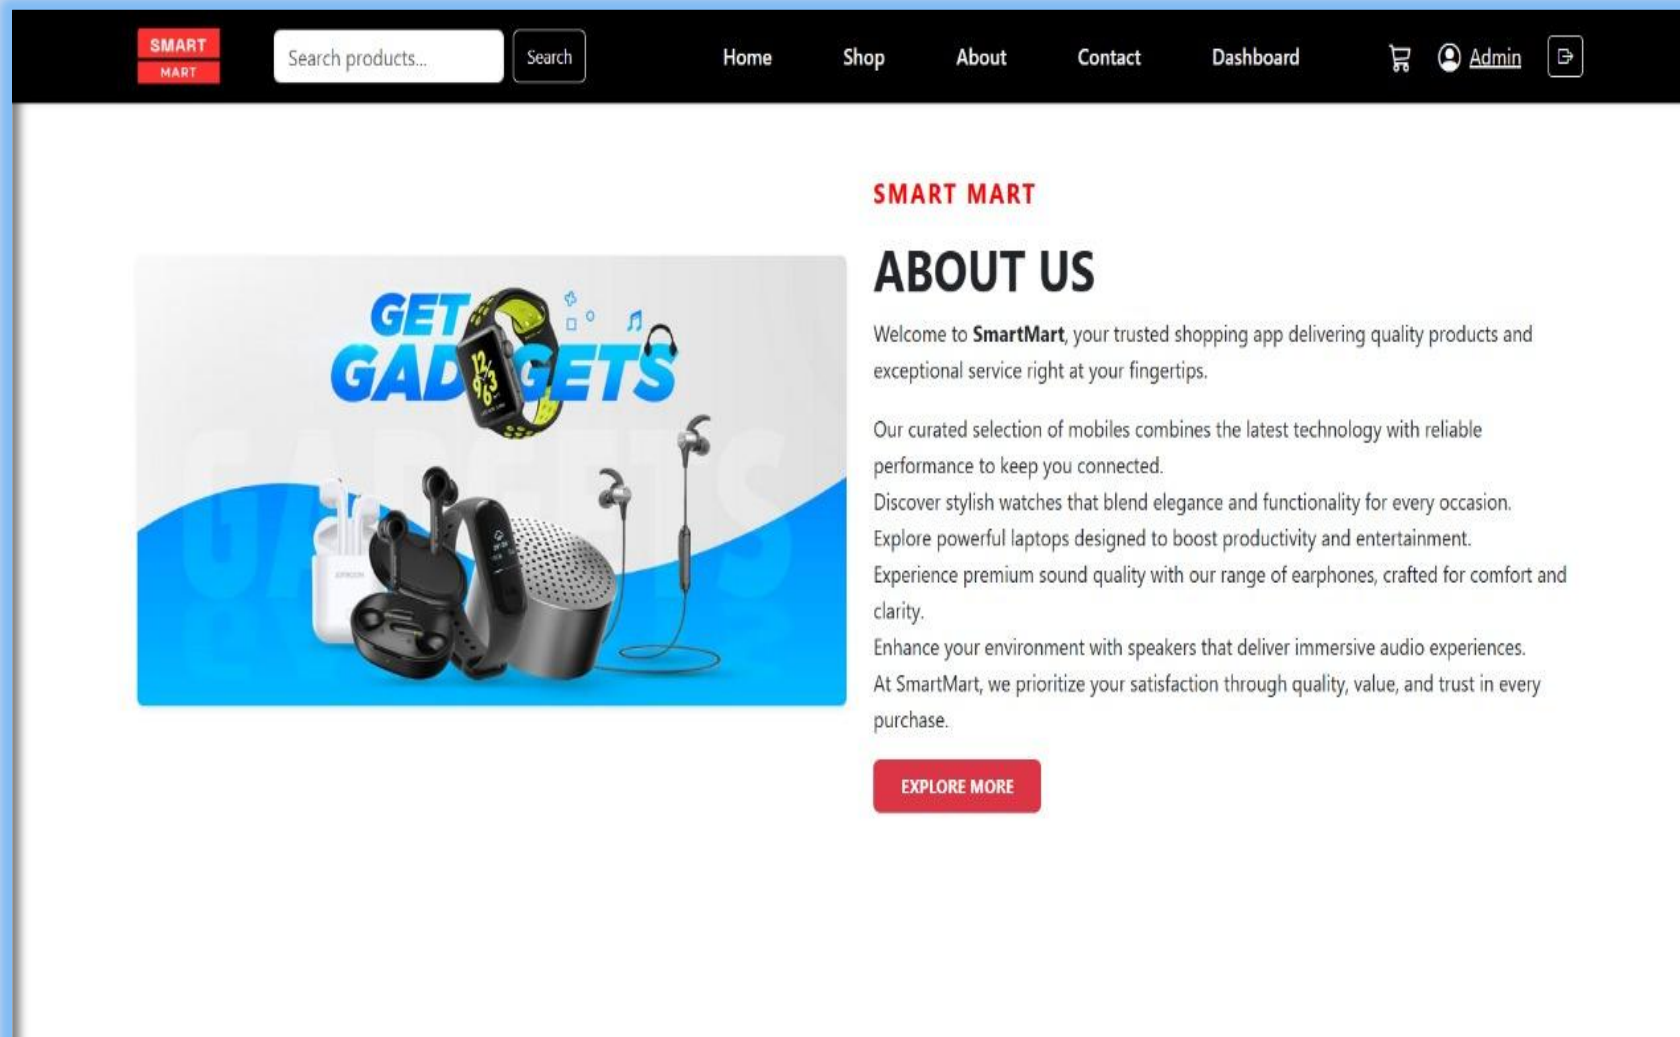 SMART
MART
Search products...
Search
Home
Shop
About
Contact
Dashboard
Admin
SMART MART
ABOUT US
Welcome to SmartMart, your trusted shopping app delivering quality products and
exceptional service right at your fingertips.
Our curated selection of mobiles combines the latest technology with reliable
performance to keep you connected.
Discover stylish watches that blend elegance and functionality for every occasion.
Explore powerful laptops designed to boost productivity and entertainment.
Experience premium sound quality with our range of earphones, crafted for comfort and
clarity.
Enhance your environment with speakers that deliver immersive audio experiences.
At SmartMart, we prioritize your satisfaction through quality, value, and trust in every
purchase.
EXPLORE MORE
GET
GADGETS
GADGETS